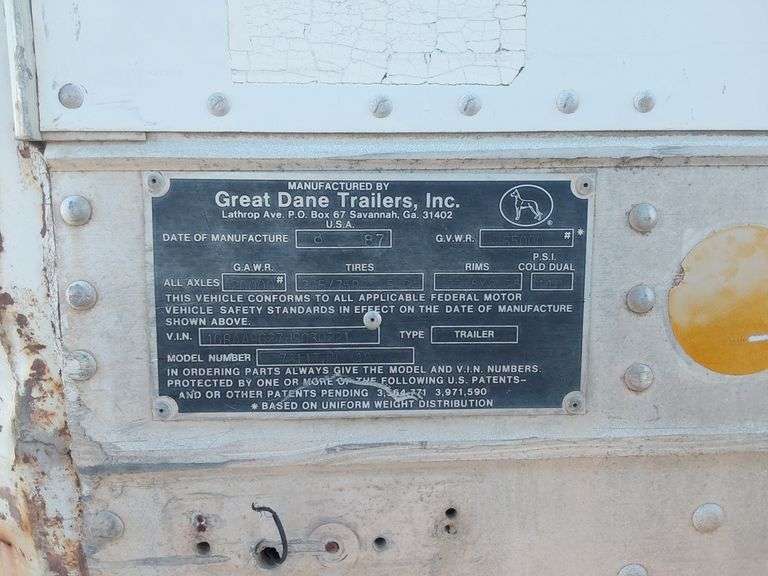 MANUFACTURED BY
Great Dane Trailers, Inc.
Lathrop Ave. P.O. Box 67 Savannah, Ga. 31402
U.S.A.
DATE OF MANUFACTURE 87 G.V.W.R. # *
P.S.I.
G.A.W.R. TIRES RIMS COLD DUAL
ALL AXLES #
THIS VEHICLE CONFORMS TO ALL APPLICABLE FEDERAL MOTOR
VEHICLE SAFETY STANDARDS IN EFFECT ON THE DATE OF MANUFACTURE
SHOWN ABOVE.
V.I.N. TYPE TRAILER
MODEL NUMBER
IN ORDERING PARTS ALWAYS GIVE THE MODEL AND V.I.N. NUMBERS.
PROTECTED BY ONE OR MORE OF THE FOLLOWING U.S. PATENTS—
AND OR OTHER PATENTS PENDING 3,971,590
* BASED ON UNIFORM WEIGHT DISTRIBUTION